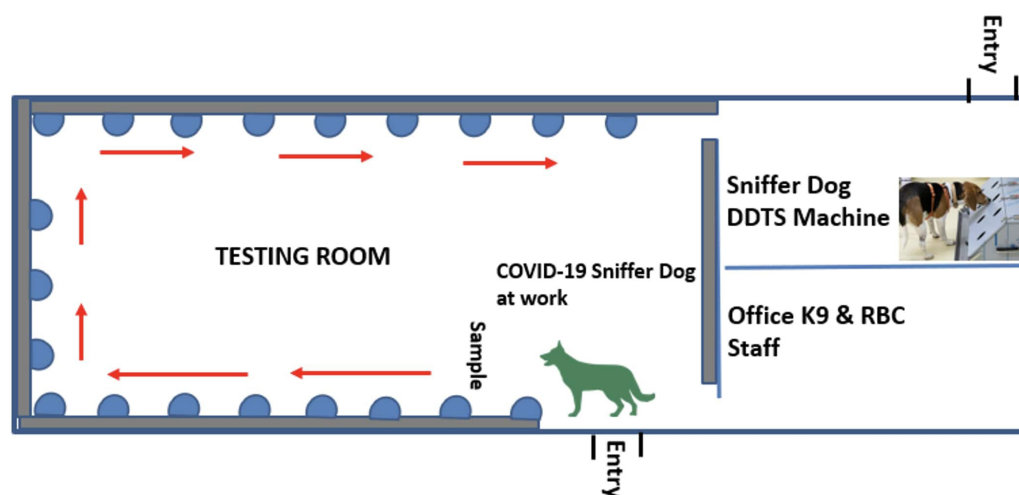 Entry
Sniffer Dog
DDTS Machine
TESTING ROOM
COVID-19 Sniffer Dog
at work
Office K9 & RBC
Staff
Sample
Entry